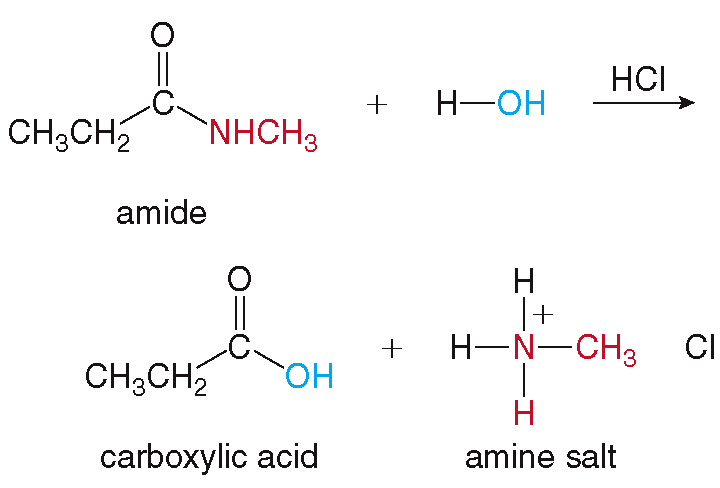 O
HCl
C + H—OH
CH₃CH₂ NHCH₃
amide
O H
+
C + H—N—CH₃ Cl
CH₃CH₂ OH
H
carboxylic acid amine salt